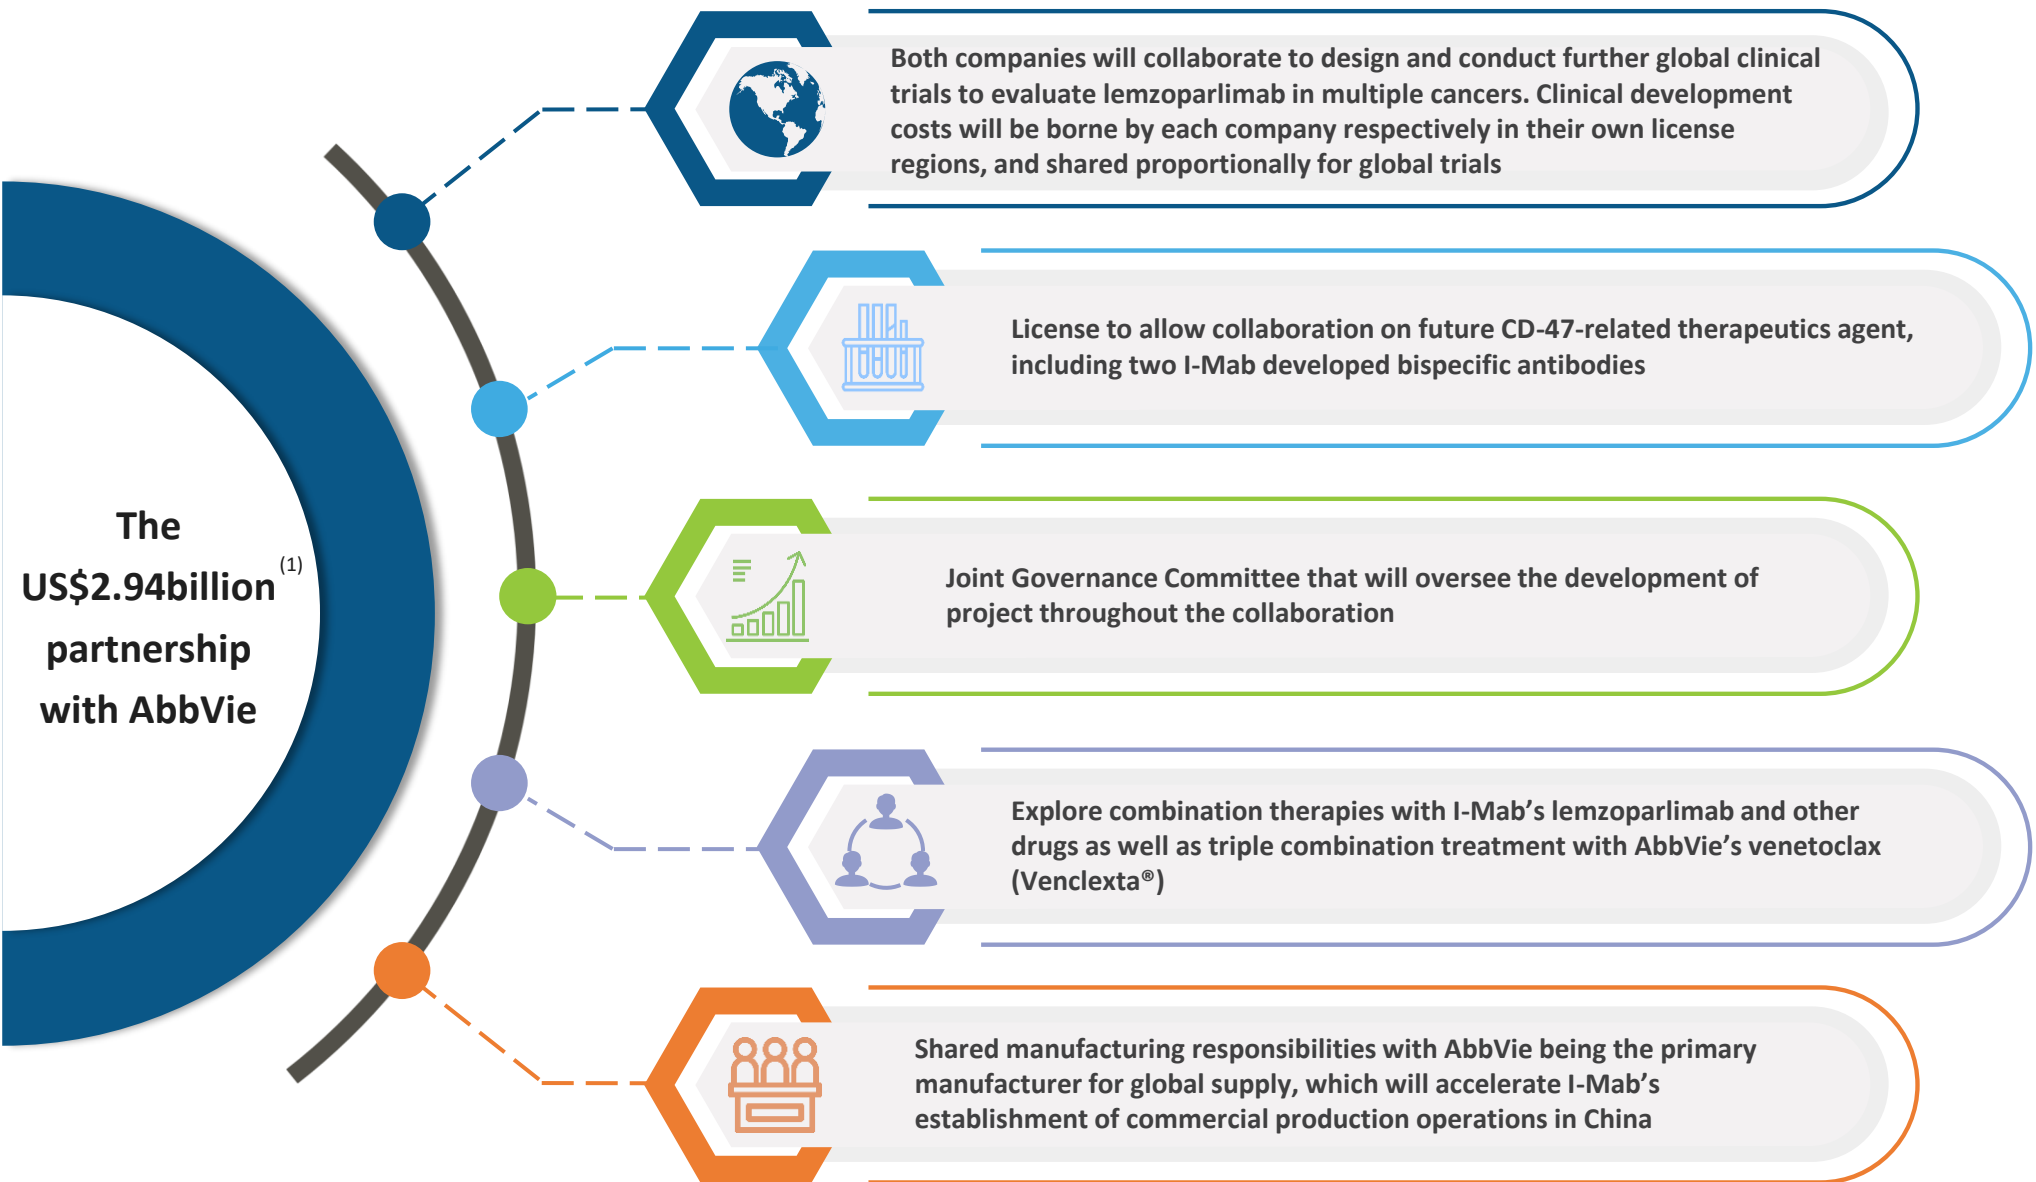 The
US$2.94billion(1)
partnership
with AbbVie
Both companies will collaborate to design and conduct further global clinical
trials to evaluate lemzoparlimab in multiple cancers. Clinical development
costs will be borne by each company respectively in their own license
regions, and shared proportionally for global trials
License to allow collaboration on future CD-47-related therapeutics agent,
including two I-Mab developed bispecific antibodies
Joint Governance Committee that will oversee the development of
project throughout the collaboration
Explore combination therapies with I-Mab’s lemzoparlimab and other
drugs as well as triple combination treatment with AbbVie’s venetoclax
(Venclexta®)
Shared manufacturing responsibilities with AbbVie being the primary
manufacturer for global supply, which will accelerate I-Mab’s
establishment of commercial production operations in China